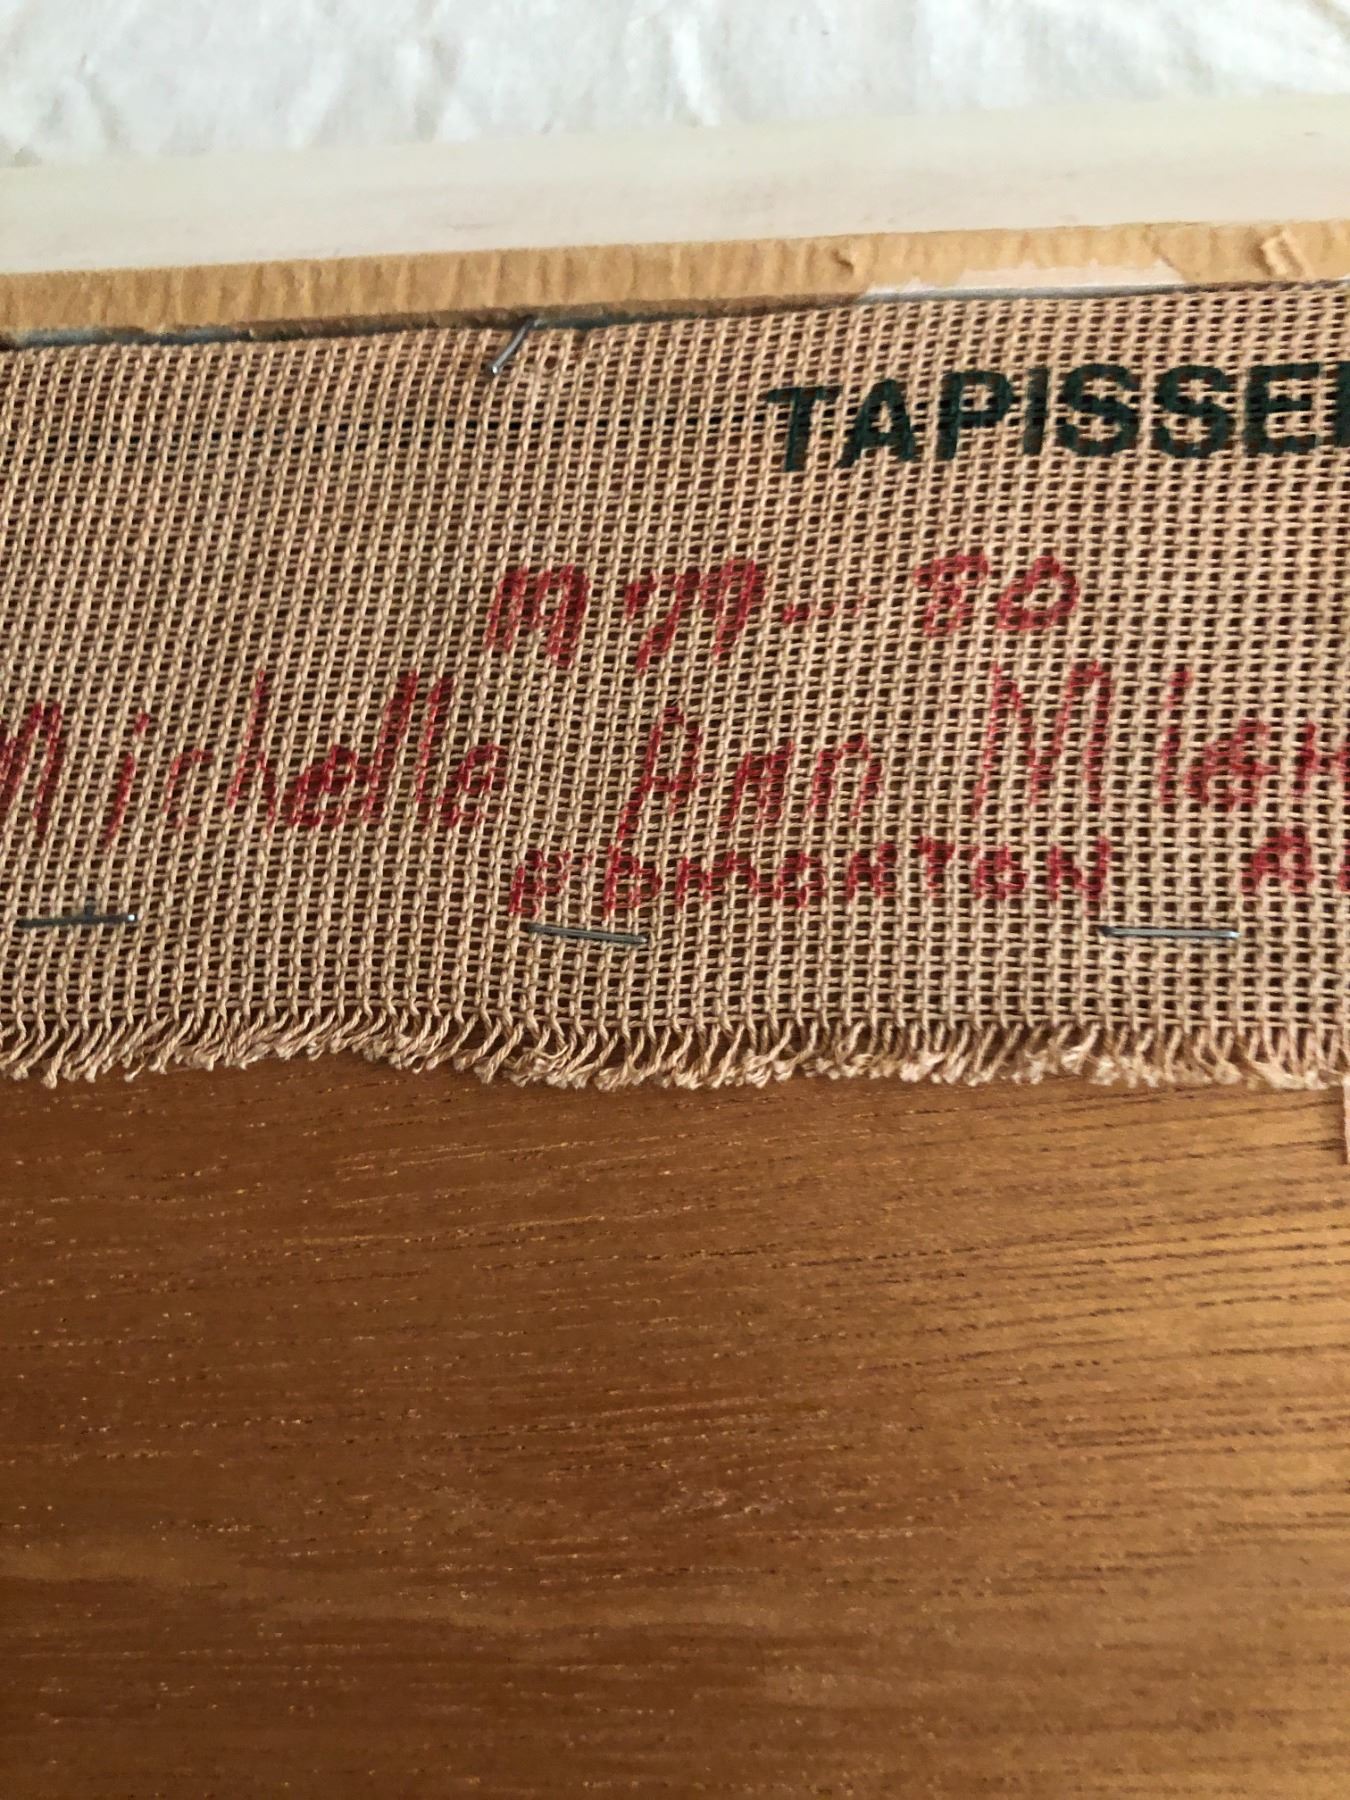 TAPISSE
1979-80
Michelle Ann
EDMONTON